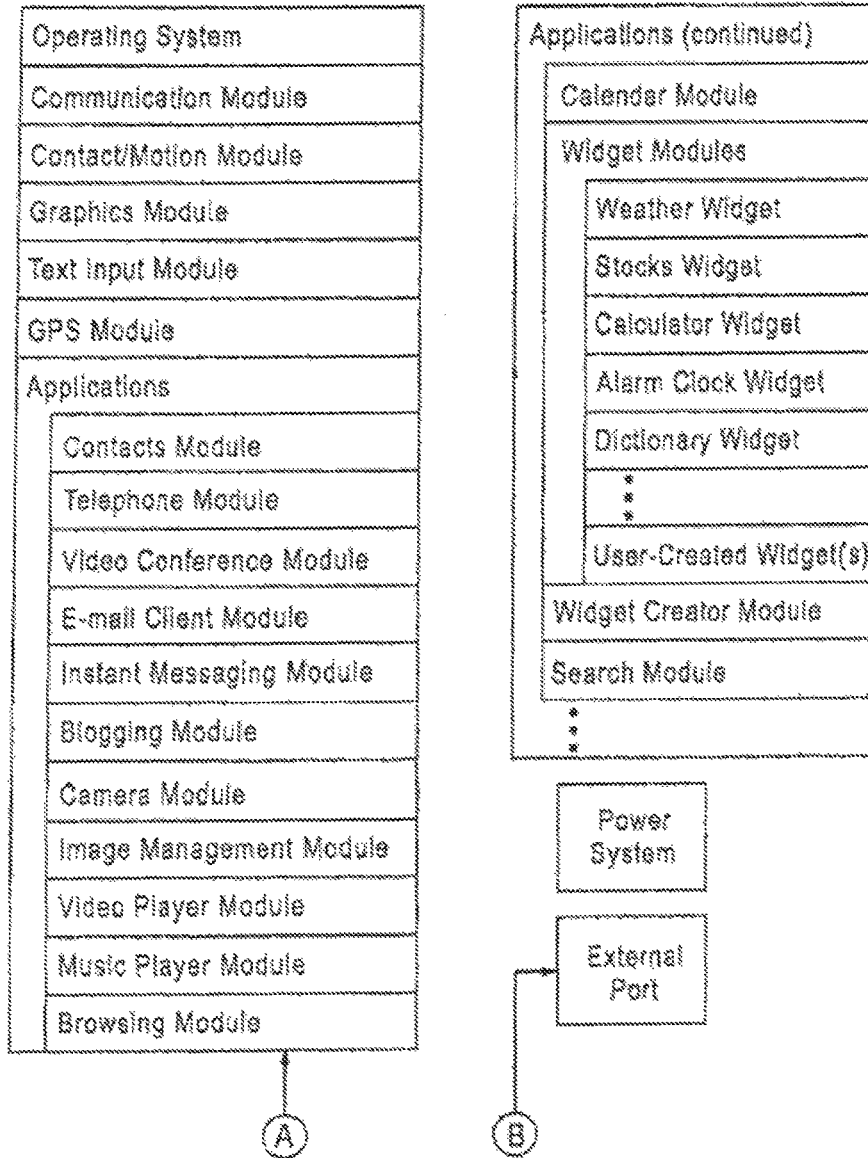 Operating System
Communication Module
Contact/Motion Module
Graphics Module
Text Input Module
GPS Module
Applications
Contacts Module
Telephone Module
Video Conference Module
E-mail Client Module
Instant Messaging Module
Blogging Module
Camera Module
Image Management Module
Video Player Module
Music Player Module
Browsing Module
A
Applications (continued)
Calendar Module
Widget Modules
Weather Widget
Stocks Widget
Calculator Widget
Alarm Clock Widget
Dictionary Widget
User-Created Widget(s)
Widget Creator Module
Search Module
Power
System
External
Port
B